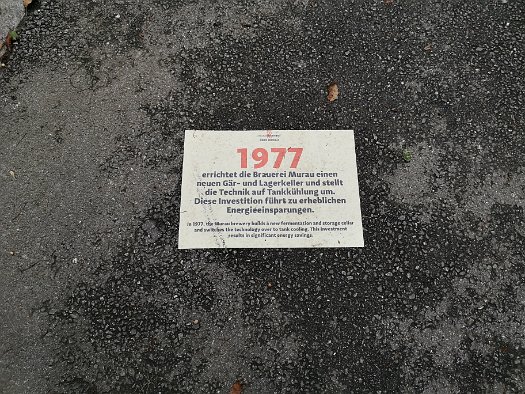 1977
errichtet die Brauerei Murau einen
neuen Gär- und Lagerkeller und stellt
die Technik auf Tankkühlung um.
Diese Investition führt zu erheblichen
Energieeinsparungen.
In 1977, the Murau brewery builds a new fermentation and storage cellar
and switches the technology over to tank cooling. This investment
results in significant energy savings.